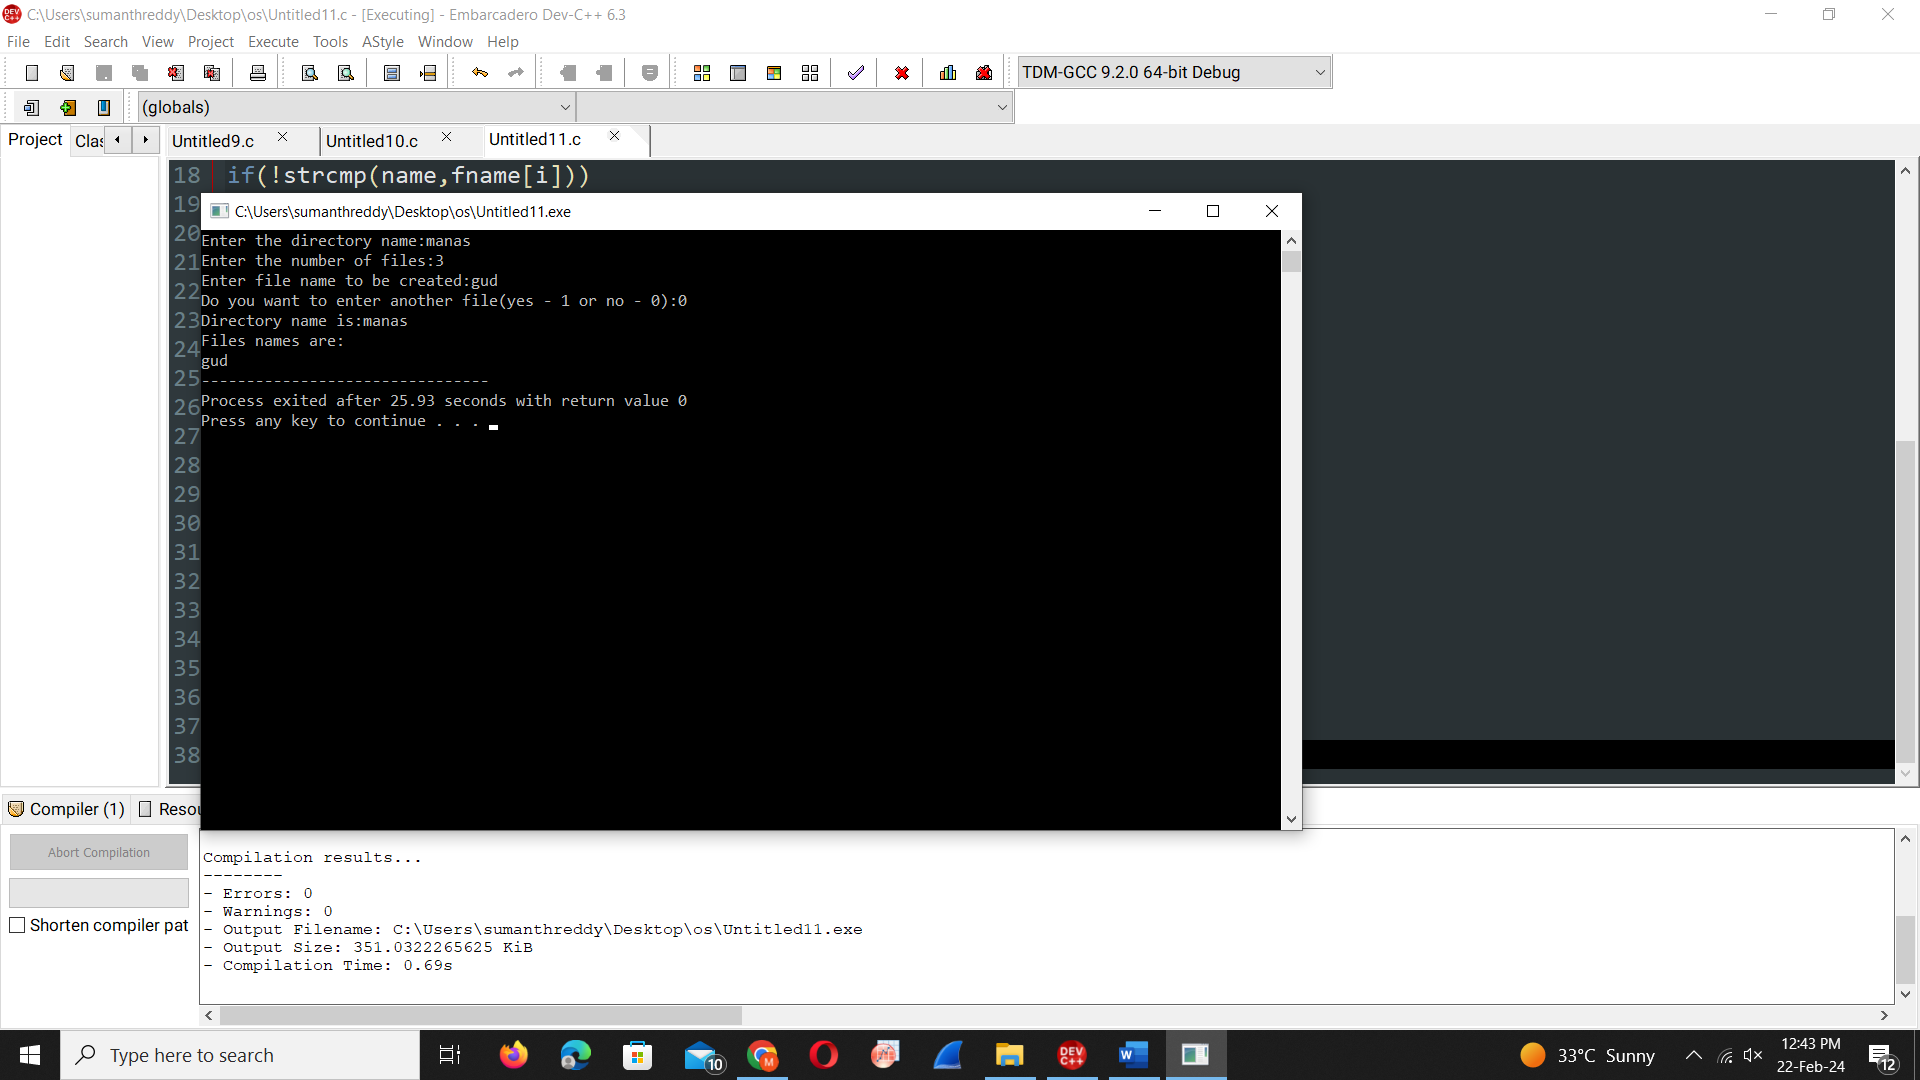 C:\Users\sumanthreddy\Desktop\os\Untitled11.c - [Executing] - Embarcadero Dev-C++ 6.3
File Edit Search View Project Execute Tools AStyle Window Help
TDM-GCC 9.2.0 64-bit Debug
(globals)
Project Clas Untitled9.c Untitled10.c Untitled11.c
18 if(!strcmp(name,fname[i]))
19
C:\Users\sumanthreddy\Desktop\os\Untitled11.exe
20
Enter the directory name:manas
21
Enter the number of files:3
Enter file name to be created:gud
22
Do you want to enter another file(yes - 1 or no - 0):0
23
Directory name is:manas
24
Files names are:
gud
25
--------------------------------
26
Process exited after 25.93 seconds with return value 0
Press any key to continue . . .
27
28
29
30
31
32
33
34
35
36
37
38
Compiler (1) Resou
Abort Compilation
Shorten compiler pat
Compilation results...
--------
- Errors: 0
- Warnings: 0
- Output Filename: C:\Users\sumanthreddy\Desktop\os\Untitled11.exe
- Output Size: 351.0322265625 KiB
- Compilation Time: 0.69s
Type here to search
10
M
DEV C++
W
33°C Sunny
12:43 PM
22-Feb-24
12